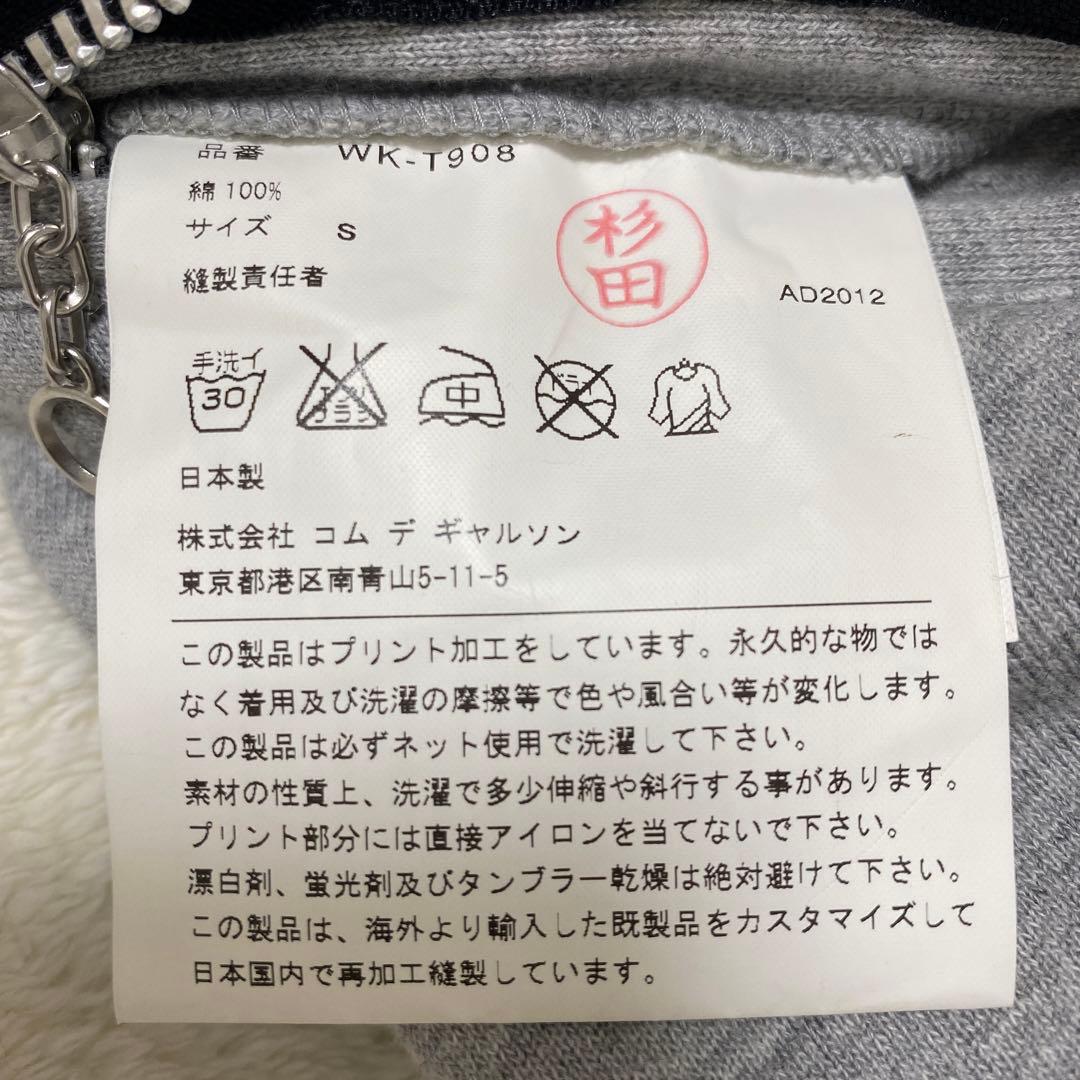 品番 WK-T908
綿 100%
サイズ S
縫製責任者
杉田
AD2012
手洗イ
30
エンソ
サラシ
中
ドライ
日本製
株式会社 コム デ ギャルソン
東京都港区南青山5-11-5
この製品はプリント加工をしています。永久的な物では
なく着用及び洗濯の摩擦等で色や風合い等が変化します。
この製品は必ずネット使用で洗濯して下さい。
素材の性質上、洗濯で多少伸縮や斜行する事があります。
プリント部分には直接アイロンを当てないで下さい。
漂白剤、蛍光剤及びタンブラー乾燥は絶対避けて下さい。
この製品は、海外より輸入した既製品をカスタマイズして
日本国内で再加工縫製しています。